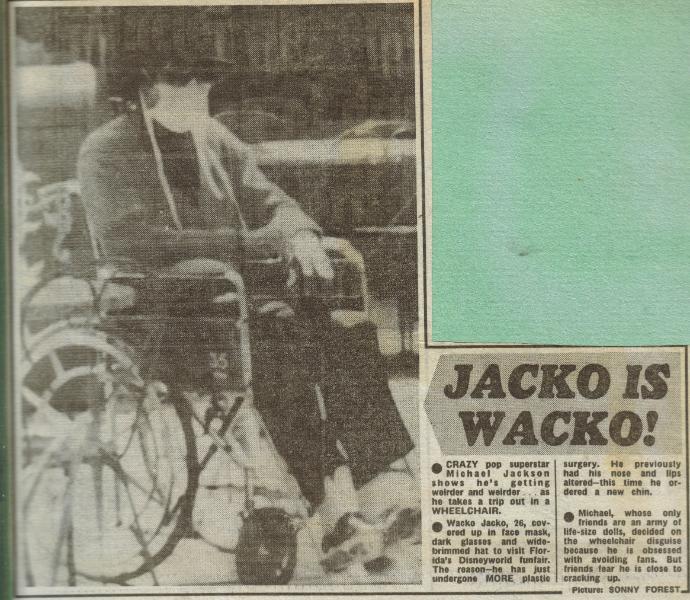 JACKO IS
WACKO!
● CRAZY pop superstar
Michael Jackson
shows he's getting
weirder and weirder . . . as
he takes a trip out in a
WHEELCHAIR.
● Wacko Jacko, 26, cov-
ered up in face mask,
dark glasses and wide-
brimmed hat to visit Flor-
ida's Disneyworld funfair.
The reason—he has just
undergone MORE plastic
surgery. He previously
had his nose and lips
altered—this time he or-
dered a new chin.
● Michael, whose only
friends are an army of
life-size dolls, decided on
the wheelchair disguise
because he is obsessed
with avoiding fans. But
friends fear he is close to
cracking up.
Picture: SONNY FOREST